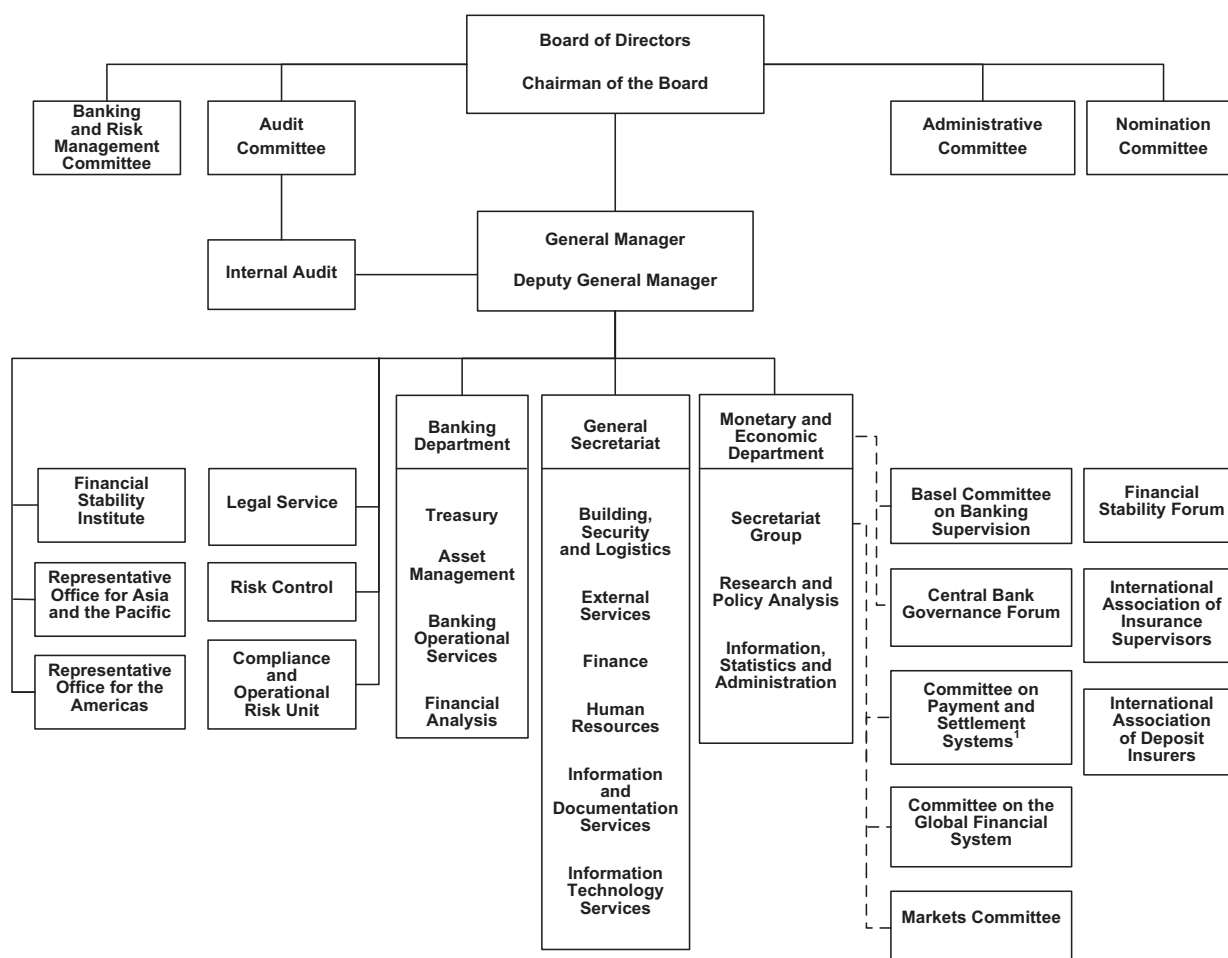 Board of Directors
Chairman of the Board
Banking
and Risk
Management
Committee
Audit
Committee
Administrative
Committee
Nomination
Committee
Internal Audit
General Manager
Deputy General Manager
Financial
Stability
Institute
Representative
Office for Asia
and the Pacific
Representative
Office for the
Americas
Legal Service
Risk Control
Compliance
and
Operational
Risk Unit
Banking
Department
Treasury
Asset
Management
Banking
Operational
Services
Financial
Analysis
General
Secretariat
Building,
Security
and Logistics
External
Services
Finance
Human
Resources
Information
and
Documentation
Services
Information
Technology
Services
Monetary and
Economic
Department
Secretariat
Group
Research and
Policy Analysis
Information,
Statistics and
Administration
Basel Committee
on Banking
Supervision
Central Bank
Governance Forum
Committee on
Payment and
Settlement
Systems¹
Committee on the
Global Financial
System
Markets Committee
Financial
Stability Forum
International
Association of
Insurance
Supervisors
International
Association
of Deposit
Insurers